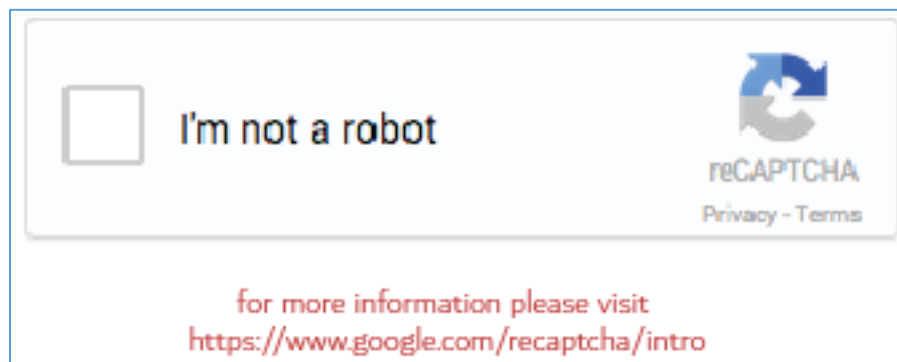 I'm not a robot
reCAPTCHA
Privacy - Terms
for more information please visit
https://www.google.com/recaptcha/intro